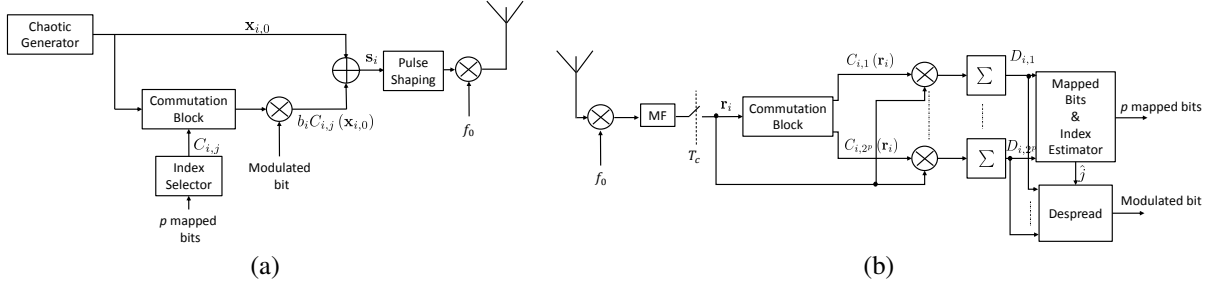 Chaotic
Generator
x_{i,0}
s_i
Pulse
Shaping
f_0
Commutation
Block
b_i C_{i,j} (x_{i,0})
C_{i,j}
Index
Selector
Modulated
bit
p mapped
bits
(a)
f_0
MF
T_c
r_i
Commutation
Block
C_{i,1} (r_i)
C_{i,2^p} (r_i)
∑
∑
D_{i,1}
D_{i,2^p}
Mapped
Bits
&
Index
Estimator
p mapped bits
ĵ
Despread
Modulated bit
(b)